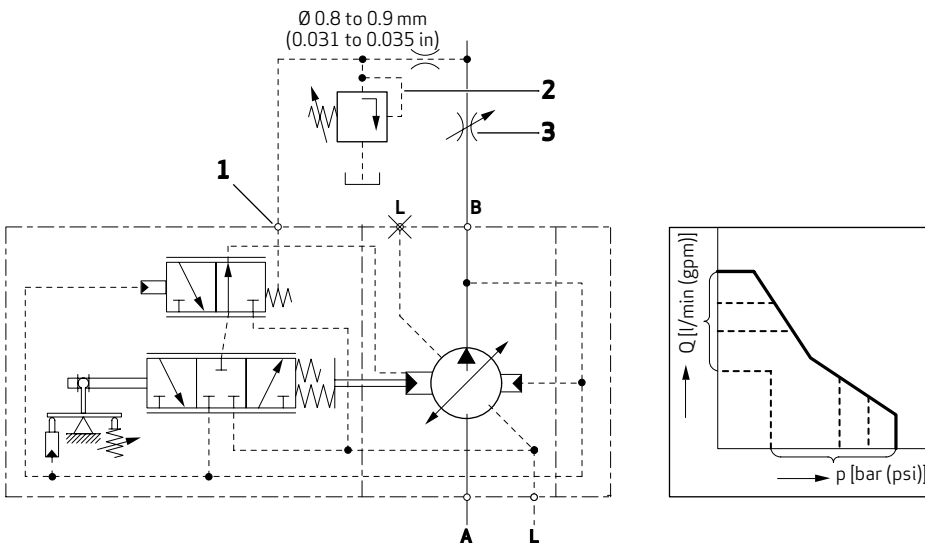 Ø 0.8 to 0.9 mm
(0.031 to 0.035 in)
2
3
1
L
B
A
L
Q [l/min (gpm)]
p [bar (psi)]